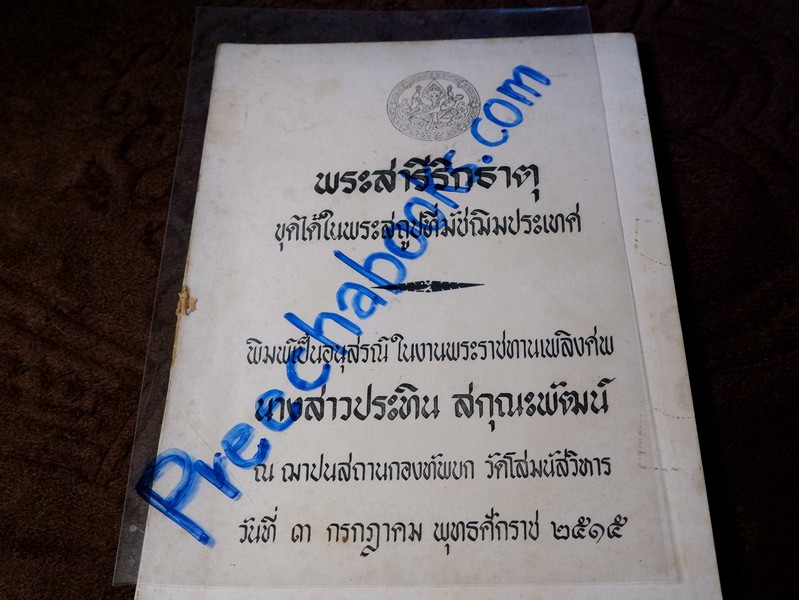 พระสารีริกธาตุ
ขุดได้ในพระสถูปที่มัชฌิมประเทศ
พิมพ์เป็นอนุสรณ์ ในงานพระราชทานเพลิงศพ
นางสาวประทิน สกุณะพัฒน์
ณ ฌาปนสถานกองทัพบก วัดโสมนัสวิหาร
วันที่ ๓ กรกฎาคม พุทธศักราช ๒๕๑๕
Preechabooks.com